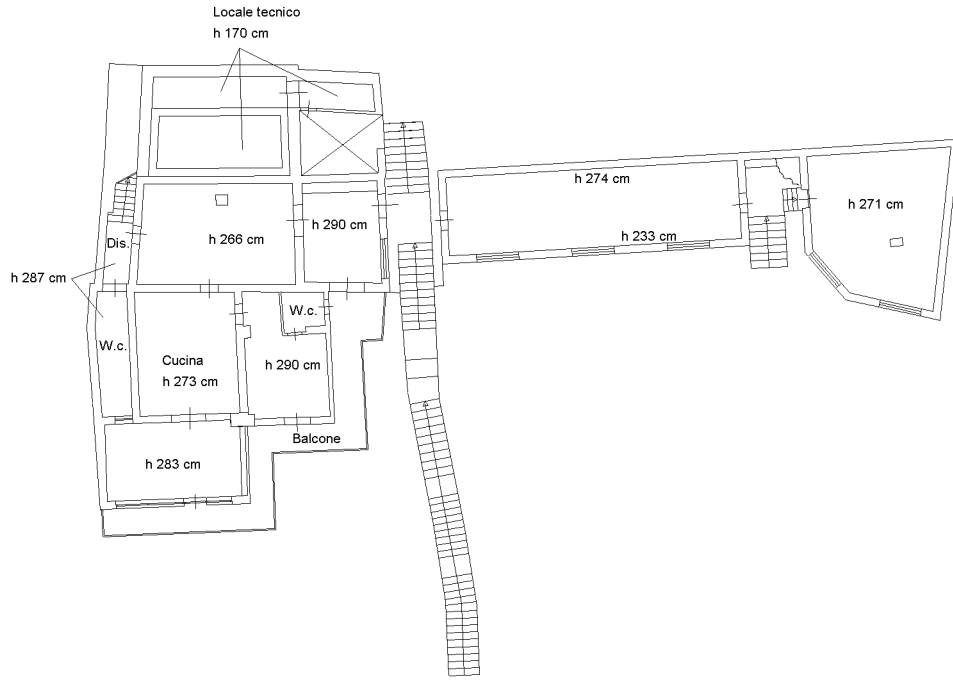 Locale tecnico
h 170 cm
h 274 cm
h 271 cm
h 290 cm
h 266 cm
h 233 cm
Dis.
h 287 cm
W.c.
W.c.
Cucina
h 273 cm
h 290 cm
Balcone
h 283 cm